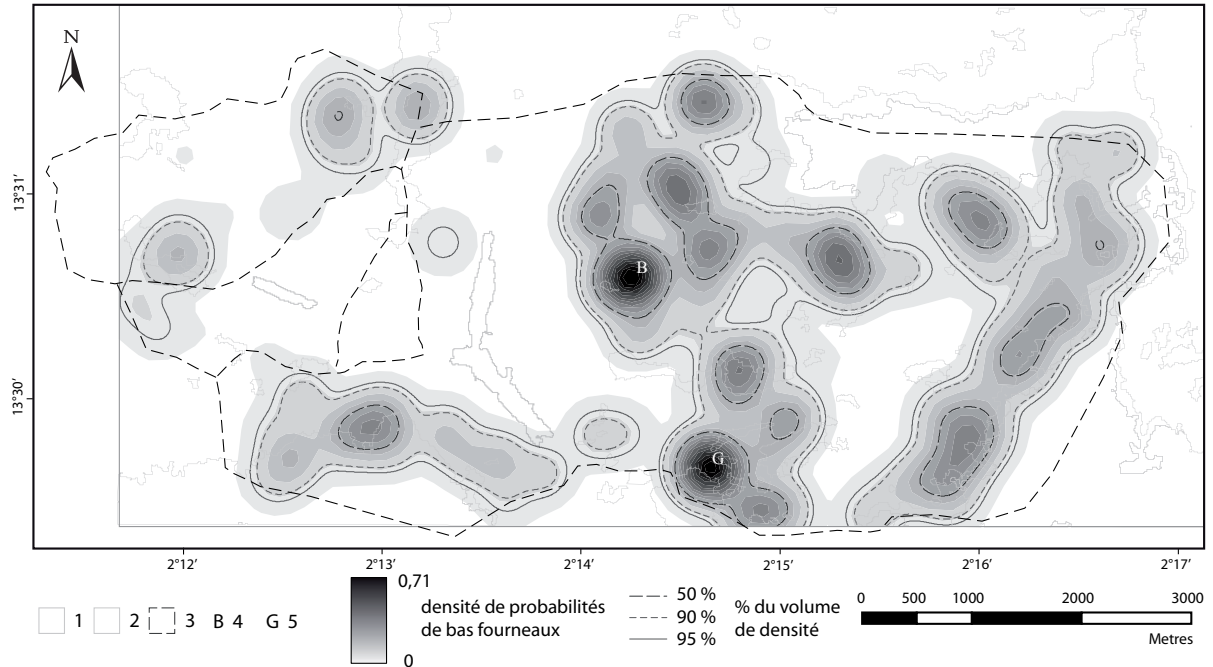 N
13°31’
13°30’
B
G
2°12’ 2°13’ 2°14’ 2°15’ 2°16’ 2°17’
1 2 3 B 4 G 5
0,71
0
densité de probabilités
de bas fourneaux
50 %
90 %
95 %
% du volume
de densité
0 500 1000 2000 3000
Metres